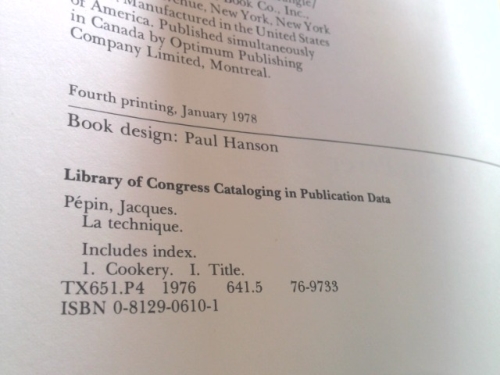 Book Co., Inc.,
venue, New York, New York
Manufactured in the United States
of America. Published simultaneously
in Canada by Optimum Publishing
Company Limited, Montreal.
Fourth printing, January 1978
Book design: Paul Hanson
Library of Congress Cataloging in Publication Data
Pépin, Jacques.
La technique.
Includes index.
1. Cookery. I. Title.
TX651.P4 1976 641.5 76-9733
ISBN 0-8129-0610-1